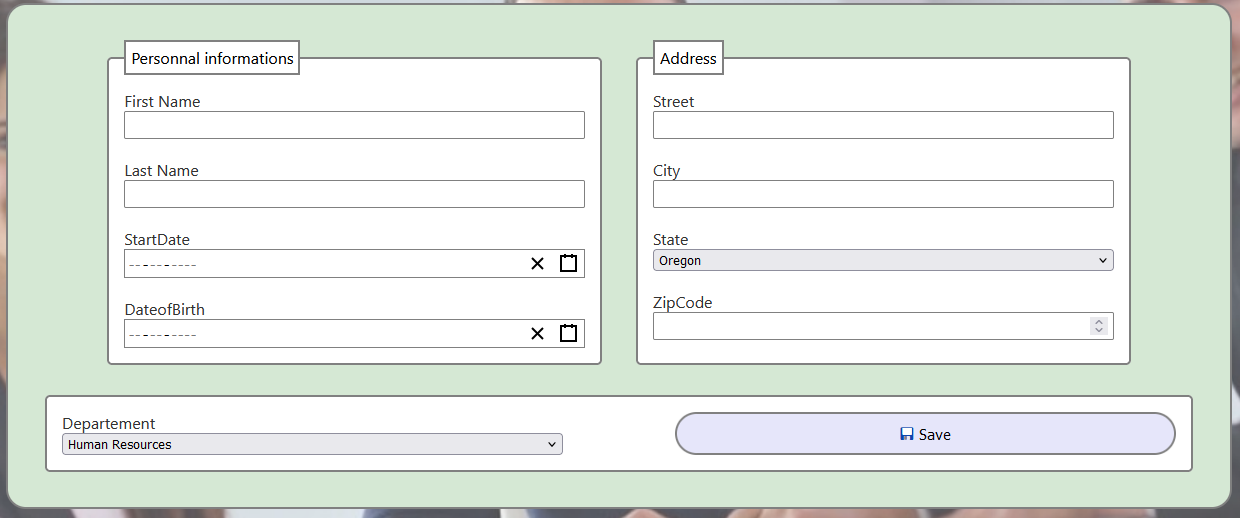 Personnal informations
First Name
Last Name
StartDate
--‐--‐----
DateofBirth
--‐--‐----
Address
Street
City
State
Oregon
ZipCode
Departement
Human Resources
Save